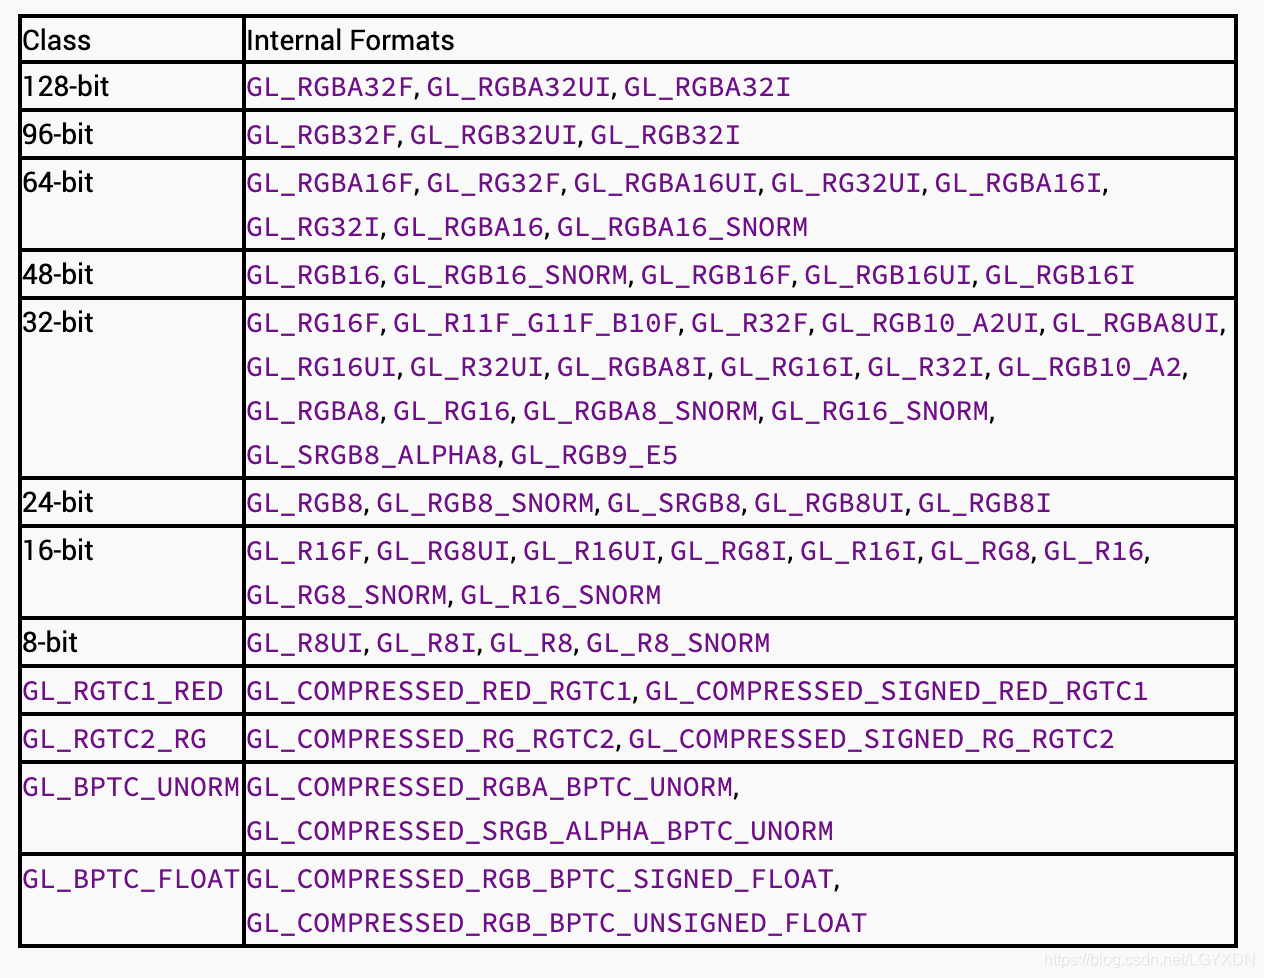 Class Internal Formats
128-bit GL_RGBA32F, GL_RGBA32UI, GL_RGBA32I
96-bit GL_RGB32F, GL_RGB32UI, GL_RGB32I
64-bit GL_RGBA16F, GL_RG32F, GL_RGBA16UI, GL_RG32UI, GL_RGBA16I,
GL_RG32I, GL_RGBA16, GL_RGBA16_SNORM
48-bit GL_RGB16, GL_RGB16_SNORM, GL_RGB16F, GL_RGB16UI, GL_RGB16I
32-bit GL_RG16F, GL_R11F_G11F_B10F, GL_R32F, GL_RGB10_A2UI, GL_RGBA8UI,
GL_RG16UI, GL_R32UI, GL_RGBA8I, GL_RG16I, GL_R32I, GL_RGB10_A2,
GL_RGBA8, GL_RG16, GL_RGBA8_SNORM, GL_RG16_SNORM,
GL_SRGB8_ALPHA8, GL_RGB9_E5
24-bit GL_RGB8, GL_RGB8_SNORM, GL_SRGB8, GL_RGB8UI, GL_RGB8I
16-bit GL_R16F, GL_RG8UI, GL_R16UI, GL_RG8I, GL_R16I, GL_RG8, GL_R16,
GL_RG8_SNORM, GL_R16_SNORM
8-bit GL_R8UI, GL_R8I, GL_R8, GL_R8_SNORM
GL_RGTC1_RED GL_COMPRESSED_RED_RGTC1, GL_COMPRESSED_SIGNED_RED_RGTC1
GL_RGTC2_RG GL_COMPRESSED_RG_RGTC2, GL_COMPRESSED_SIGNED_RG_RGTC2
GL_BPTC_UNORM GL_COMPRESSED_RGBA_BPTC_UNORM,
GL_COMPRESSED_SRGB_ALPHA_BPTC_UNORM
GL_BPTC_FLOAT GL_COMPRESSED_RGB_BPTC_SIGNED_FLOAT,
GL_COMPRESSED_RGB_BPTC_UNSIGNED_FLOAT
https://blog.csdn.net/LGYXDN